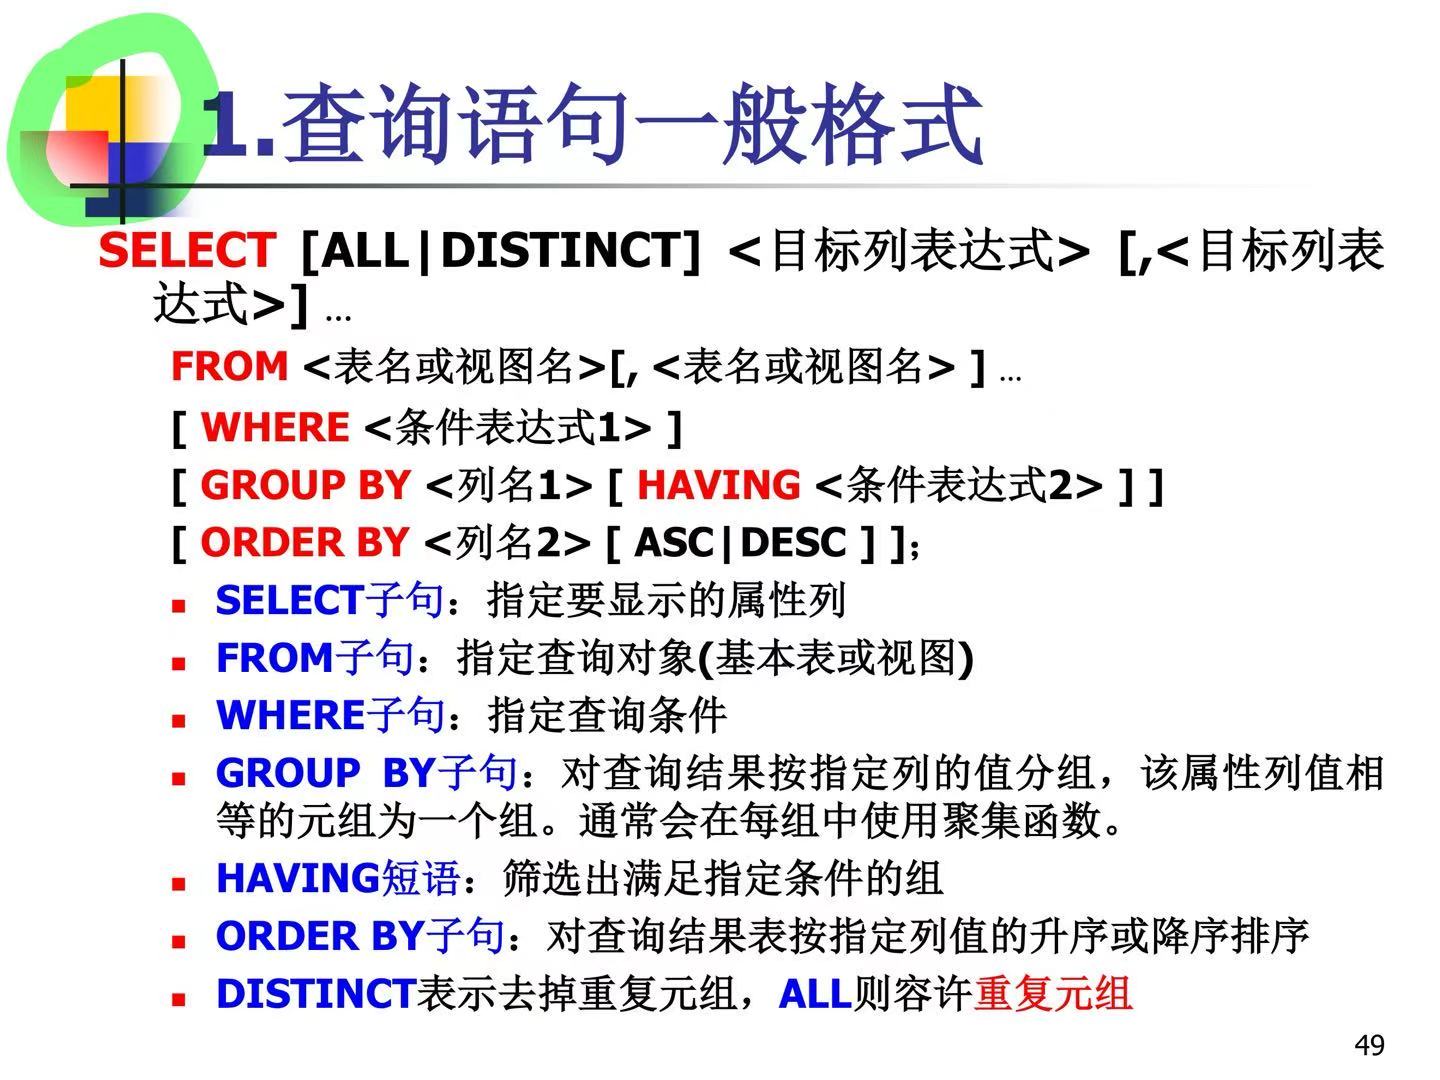 1.查询语句一般格式
SELECT [ALL|DISTINCT] <目标列表达式> [,<目标列表
达式>] …
FROM <表名或视图名>[, <表名或视图名> ] …
[ WHERE <条件表达式1> ]
[ GROUP BY <列名1> [ HAVING <条件表达式2> ] ]
[ ORDER BY <列名2> [ ASC|DESC ] ]；
SELECT子句：指定要显示的属性列
FROM子句：指定查询对象(基本表或视图)
WHERE子句：指定查询条件
GROUP BY子句：对查询结果按指定列的值分组，该属性列值相
等的元组为一个组。通常会在每组中使用聚集函数。
HAVING短语：筛选出满足指定条件的组
ORDER BY子句：对查询结果表按指定列值的升序或降序排序
DISTINCT表示去掉重复元组，ALL则容许重复元组
49